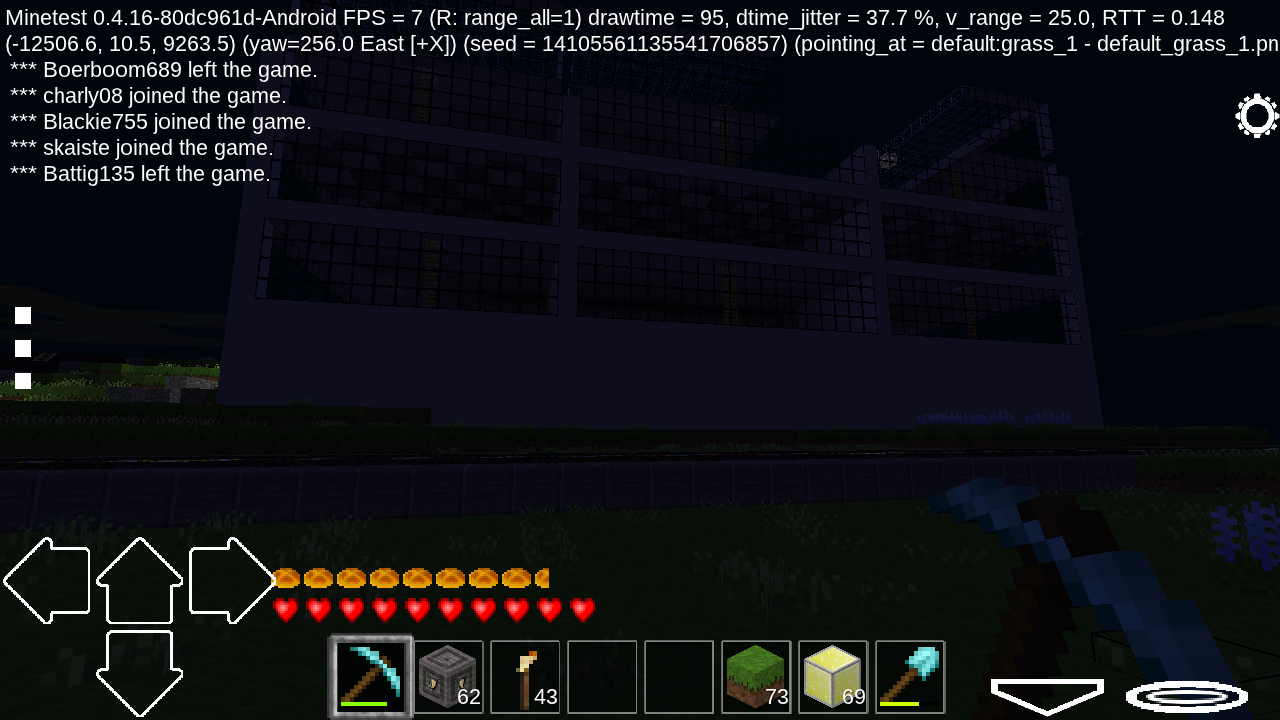 Minetest 0.4.16-80dc961d-Android FPS = 7 (R: range_all=1) drawtime = 95, dtime_jitter = 37.7 %, v_range = 25.0, RTT = 0.148
(-12506.6, 10.5, 9263.5) (yaw=256.0 East [+X]) (seed = 14105561135541706857) (pointing_at = default:grass_1 - default_grass_1.pn
*** Boerboom689 left the game.
*** charly08 joined the game.
*** Blackie755 joined the game.
*** skaiste joined the game.
*** Battig135 left the game.
62 43 73 69